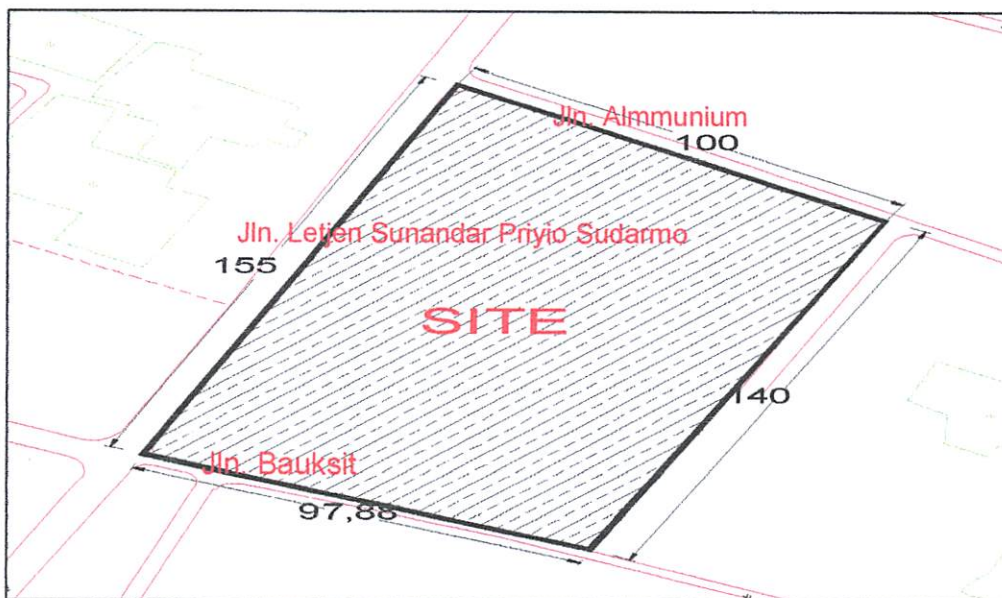 Jln. Almmunium
100
Jln. Letjen Sunandar Priyio Sudarmo
155
SITE
140
Jln. Bauksit
97,88